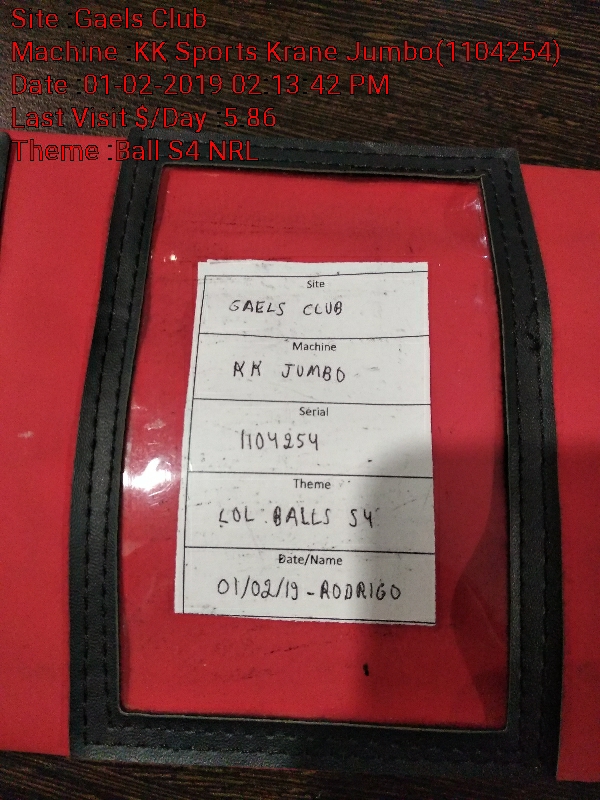 Site :Gaels Club
Machine :KK Sports Krane Jumbo(1104254)
Date :01-02-2019 02 13 42 PM
Last Visit $/Day :5 86
Theme :Ball S4 NRL
Site
GAELS CLUB
Machine
KK JUMBO
Serial
1104254
Theme
LOL BALLS S4
Date/Name
01/02/19 - RODRIGO